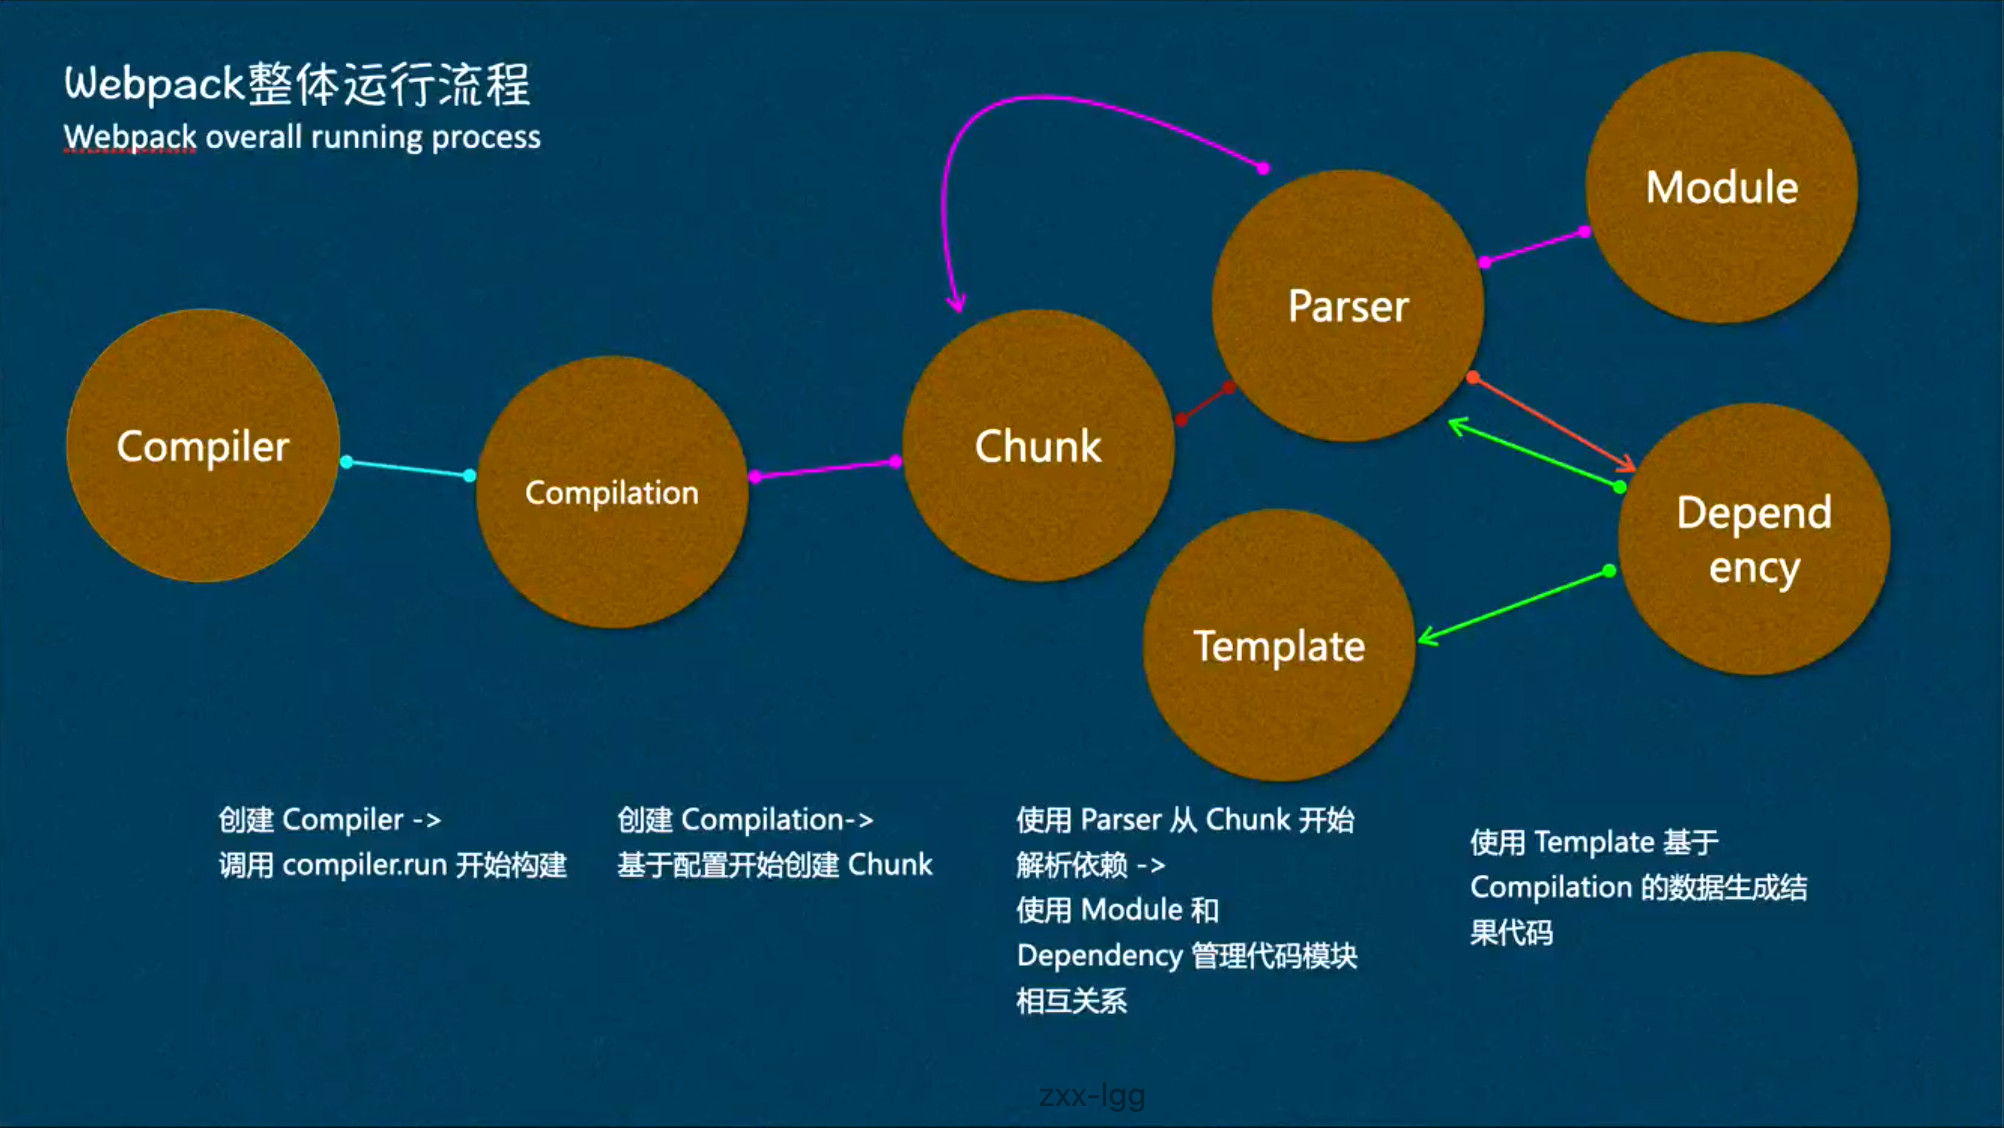 Webpack整体运行流程
Webpack overall running process
Module
Parser
Compiler
Chunk
Compilation
Depend
ency
Template
创建 Compiler ->
调用 compiler.run 开始构建
创建 Compilation->
基于配置开始创建 Chunk
使用 Parser 从 Chunk 开始
解析依赖 ->
使用 Module 和
Dependency 管理代码模块
相互关系
使用 Template 基于
Compilation 的数据生成结
果代码
zxx-lgg